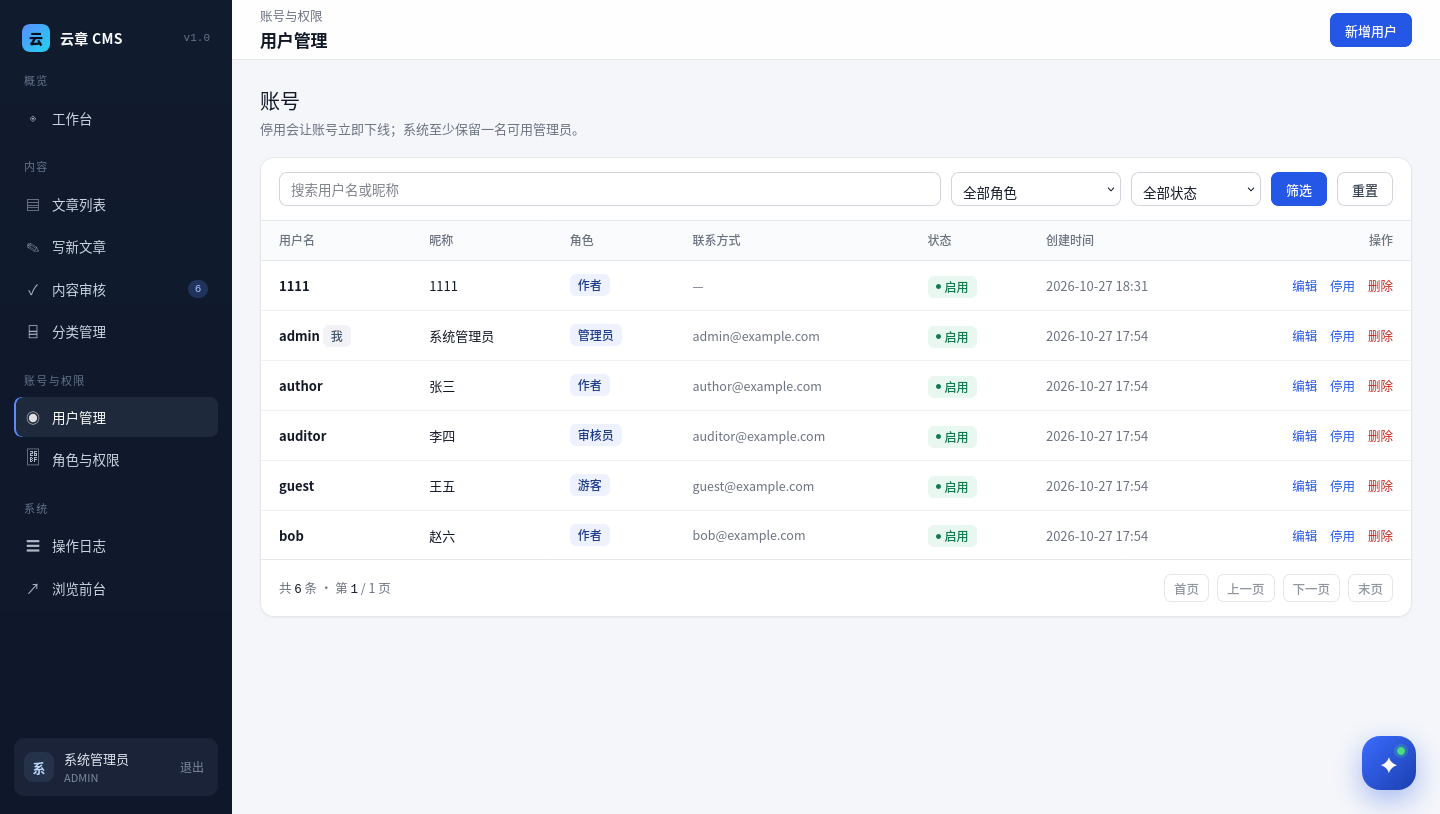 云 云章 CMS v1.0
概览
工作台
内容
文章列表
写新文章
内容审核 6
分类管理
账号与权限
用户管理
角色与权限
系统
操作日志
浏览前台
系 系统管理员 退出
ADMIN
账号与权限
用户管理
新增用户
账号
停用会让账号立即下线；系统至少保留一名可用管理员。
搜索用户名或昵称 全部角色 全部状态 筛选 重置
用户名 昵称 角色 联系方式 状态 创建时间 操作
1111 1111 作者 — 启用 2026-10-27 18:31 编辑 停用 删除
admin 我 系统管理员 管理员 admin@example.com 启用 2026-10-27 17:54 编辑 停用 删除
author 张三 作者 author@example.com 启用 2026-10-27 17:54 编辑 停用 删除
auditor 李四 审核员 auditor@example.com 启用 2026-10-27 17:54 编辑 停用 删除
guest 王五 游客 guest@example.com 启用 2026-10-27 17:54 编辑 停用 删除
bob 赵六 作者 bob@example.com 启用 2026-10-27 17:54 编辑 停用 删除
共 6 条 · 第 1 / 1 页 首页 上一页 下一页 末页